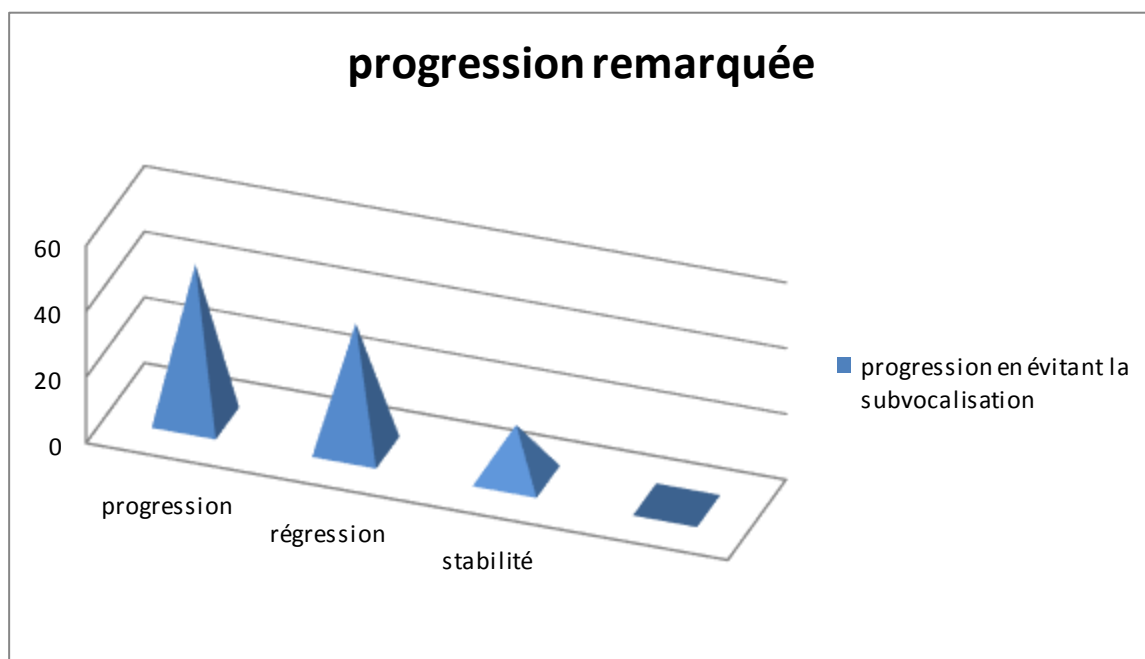 progression remarquée
60
40
20
0
progression
régression
stabilité
progression en évitant la
subvocalisation